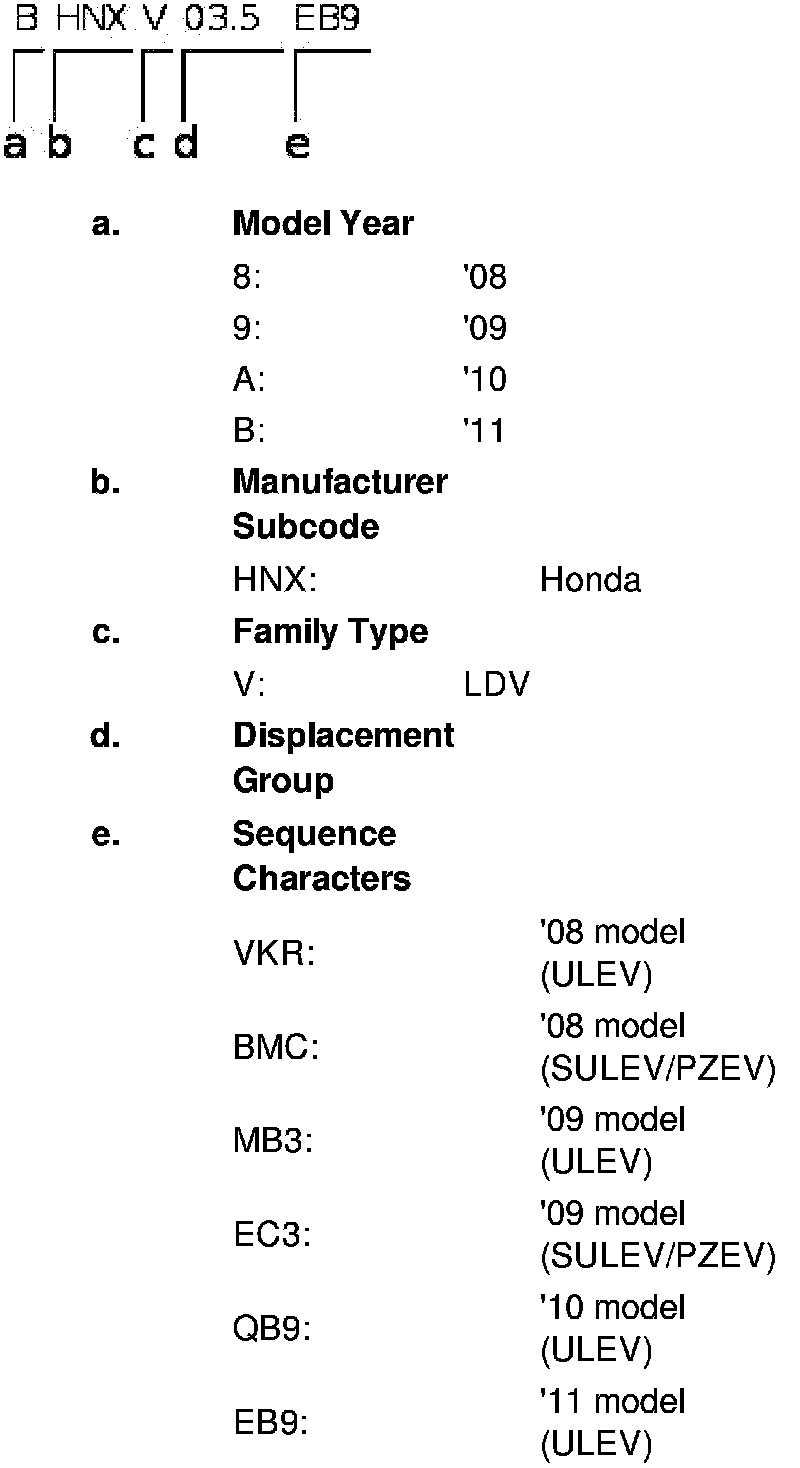 B HNX V 03.5 EB9
a b c d e
a. Model Year
8: '08
9: '09
A: '10
B: '11
b. Manufacturer
Subcode
HNX: Honda
c. Family Type
V: LDV
d. Displacement
Group
e. Sequence
Characters
VKR: '08 model
(ULEV)
BMC: '08 model
(SULEV/PZEV)
MB3: '09 model
(ULEV)
EC3: '09 model
(SULEV/PZEV)
QB9: '10 model
(ULEV)
EB9: '11 model
(ULEV)